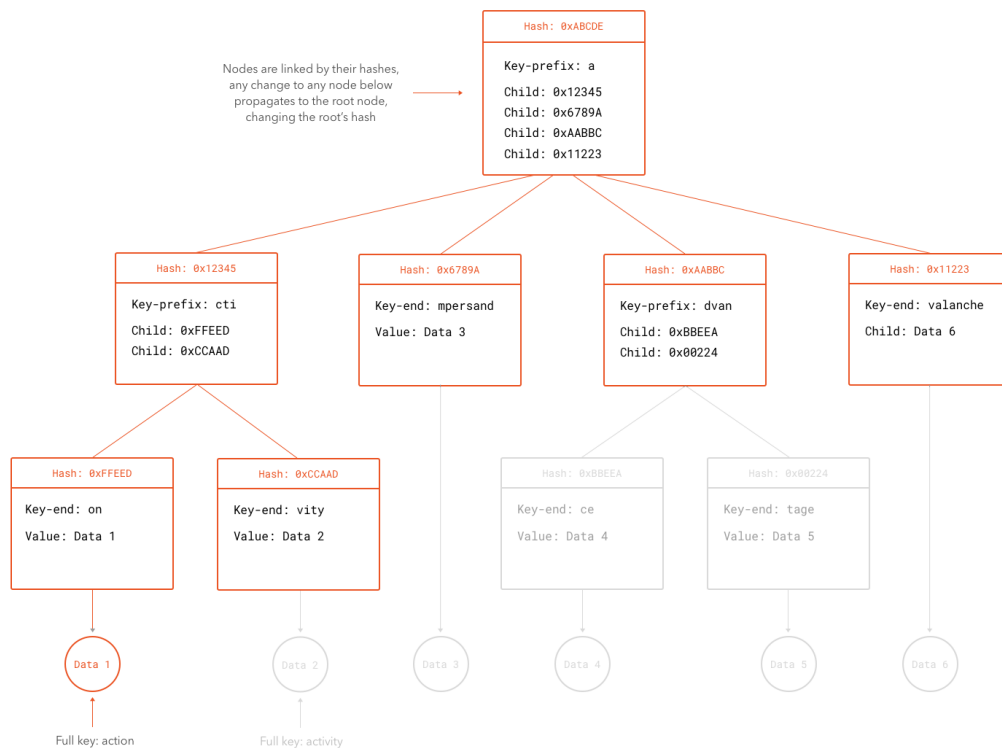 Hash: 0xABCDE
Key-prefix: a
Child: 0x12345
Child: 0x6789A
Child: 0xAABBC
Child: 0x11223
Nodes are linked by their hashes,
any change to any node below
propagates to the root node,
changing the root's hash
Hash: 0x12345
Key-prefix: cti
Child: 0xFFEED
Child: 0xCCAAD
Hash: 0x6789A
Key-end: mpersand
Value: Data 3
Hash: 0xAABBC
Key-prefix: dvan
Child: 0xBBEEA
Child: 0x00224
Hash: 0x11223
Key-end: valanche
Child: Data 6
Hash: 0xFFEED
Key-end: on
Value: Data 1
Hash: 0xCCAAD
Key-end: vity
Value: Data 2
Hash: 0xBBEEA
Key-end: ce
Value: Data 4
Hash: 0x00224
Key-end: tage
Value: Data 5
Data 1
Data 2
Data 3
Data 4
Data 5
Data 6
Full key: action
Full key: activity